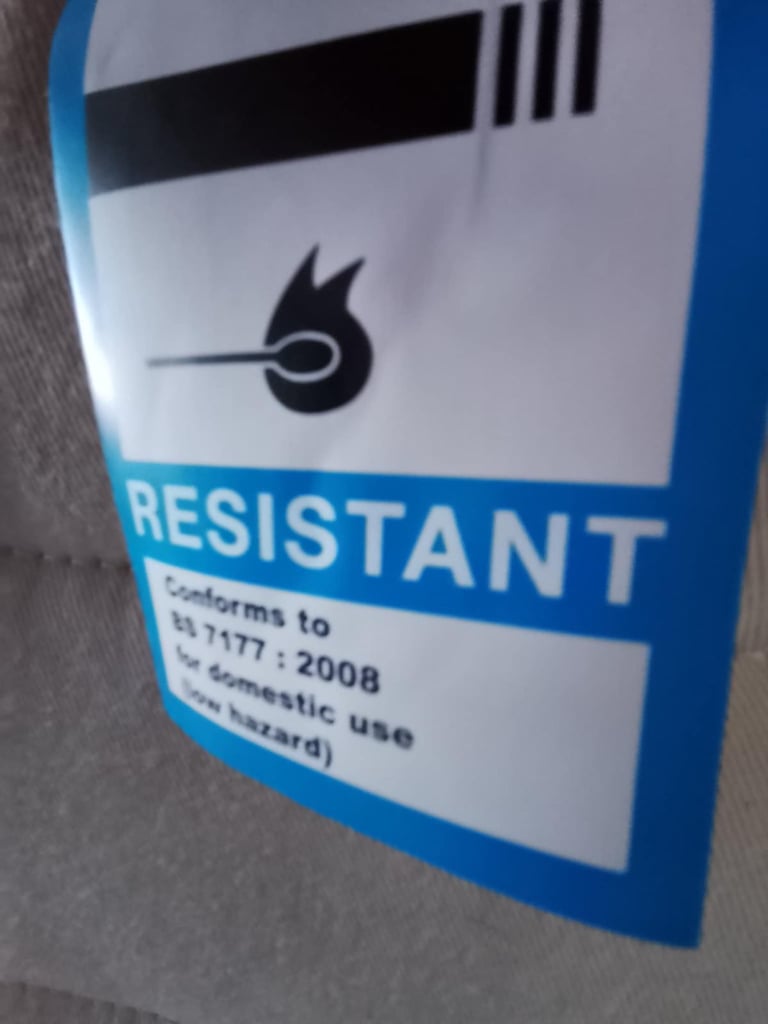 RESISTANT
Conforms to
BS 7177 : 2008
for domestic use
(low hazard)